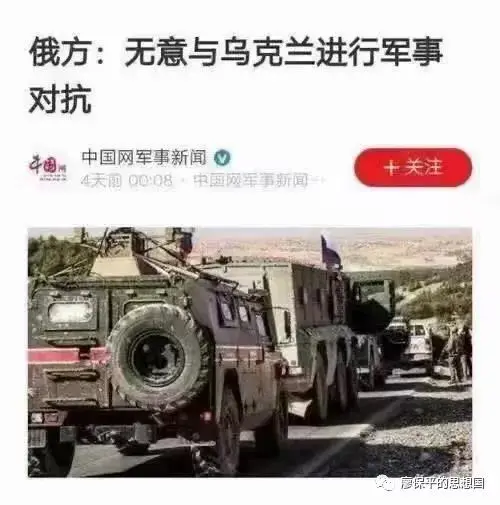 俄方：无意与乌克兰进行军事
对抗
中国网
中国网军事新闻
+关注
4天前 00:08 · 中国网军事新闻…
廖保平的思想国